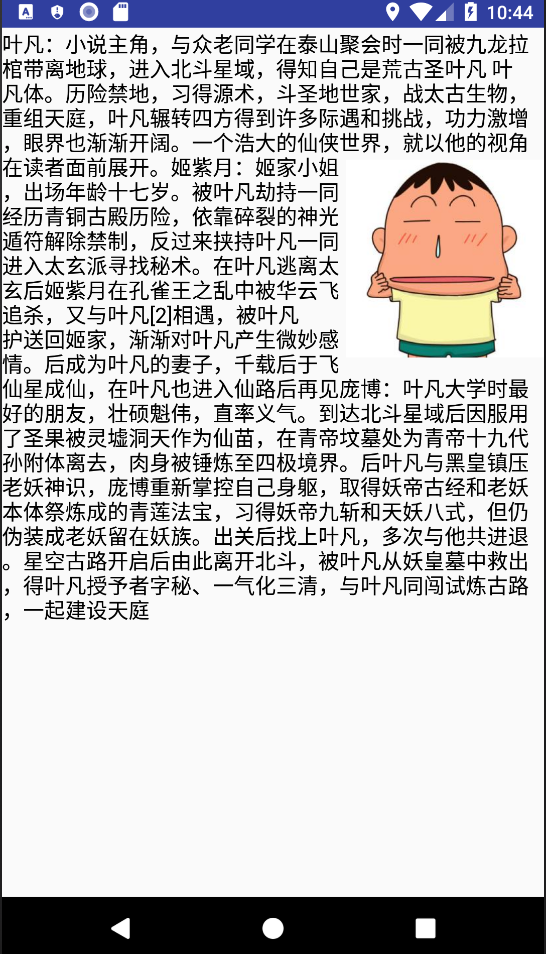 10:44
叶凡：小说主角，与众老同学在泰山聚会时一同被九龙拉
棺带离地球，进入北斗星域，得知自己是荒古圣叶凡 叶
凡体。历险禁地，习得源术，斗圣地世家，战太古生物，
重组天庭，叶凡辗转四方得到许多际遇和挑战，功力激增
，眼界也渐渐开阔。一个浩大的仙侠世界，就以他的视角
在读者面前展开。姬紫月：姬家小姐
，出场年龄十七岁。被叶凡劫持一同
经历青铜古殿历险，依靠碎裂的神光
遁符解除禁制，反过来挟持叶凡一同
进入太玄派寻找秘术。在叶凡逃离太
玄后姬紫月在孔雀王之乱中被华云飞
追杀，又与叶凡[2]相遇，被叶凡
护送回姬家，渐渐对叶凡产生微妙感
情。后成为叶凡的妻子，千载后于飞
仙星成仙，在叶凡也进入仙路后再见庞博：叶凡大学时最
好的朋友，壮硕魁伟，直率义气。到达北斗星域后因服用
了圣果被灵墟洞天作为仙苗，在青帝坟墓处为青帝十九代
孙附体离去，肉身被锤炼至四极境界。后叶凡与黑皇镇压
老妖神识，庞博重新掌控自己身躯，取得妖帝古经和老妖
本体祭炼成的青莲法宝，习得妖帝九斩和天妖八式，但仍
伪装成老妖留在妖族。出关后找上叶凡，多次与他共进退
。星空古路开启后由此离开北斗，被叶凡从妖皇墓中救出
，得叶凡授予者字秘、一气化三清，与叶凡同闯试炼古路
，一起建设天庭